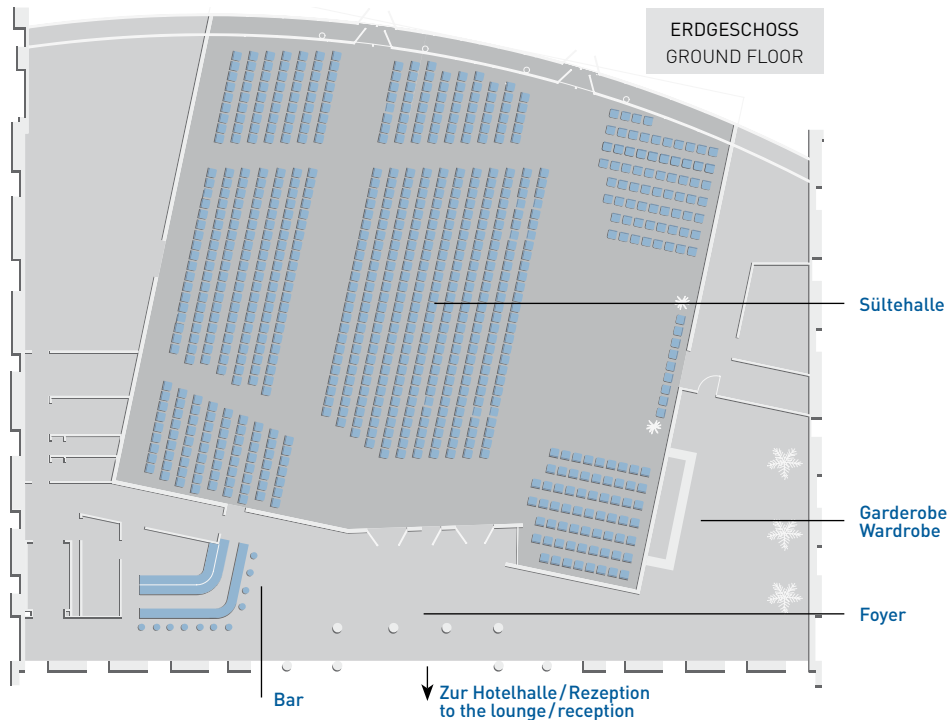 ERDGESCHOSS
GROUND FLOOR
Sültehalle
Garderobe
Wardrobe
Foyer
Bar
Zur Hotelhalle/Rezeption
to the lounge/reception